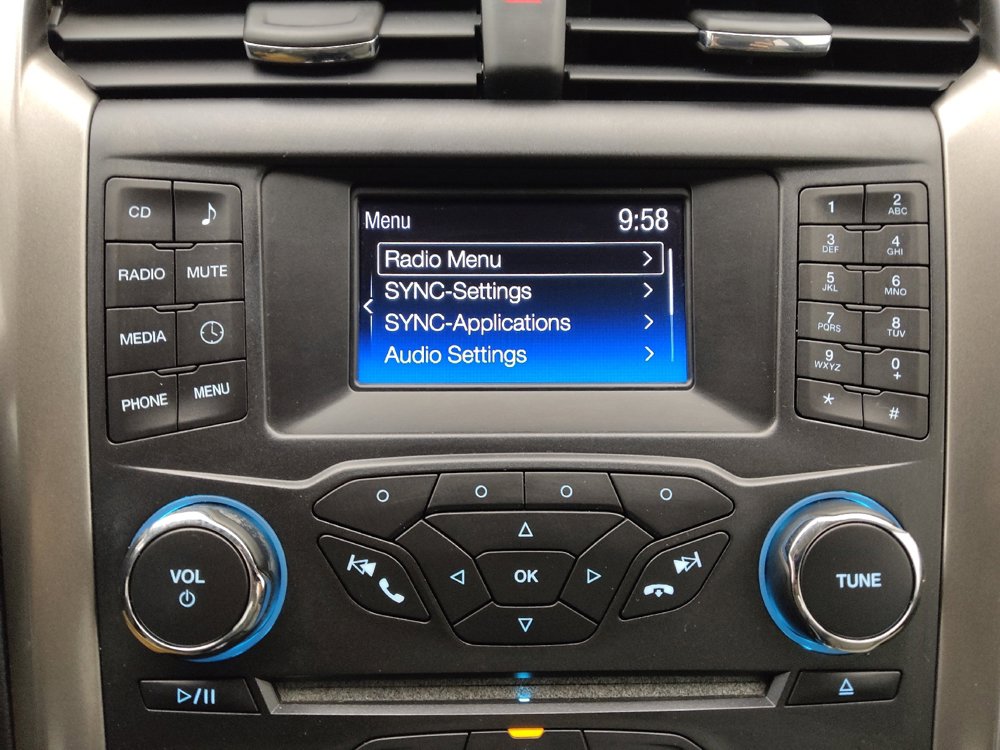 Menu 9:58
Radio Menu
SYNC-Settings
SYNC-Applications
Audio Settings
CD
RADIO MUTE
MEDIA
PHONE MENU
1 2 ABC
3 DEF 4 GHI
5 JKL 6 MNO
7 PQRS 8 TUV
9 WXYZ 0 +
* #
VOL
OK
TUNE